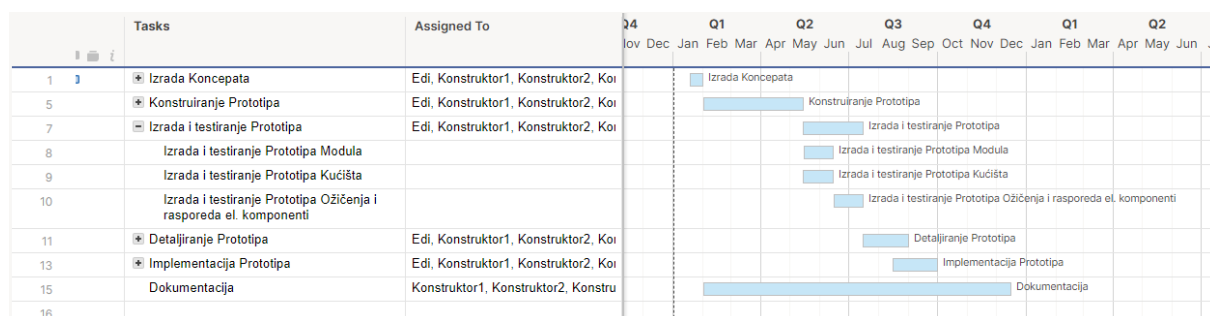 Tasks Assigned To Q4 Q1 Q2 Q3 Q4 Q1 Q2
Nov Dec Jan Feb Mar Apr May Jun Jul Aug Sep Oct Nov Dec Jan Feb Mar Apr May Jun
1 Izrada Koncepata Edi, Konstruktor1, Konstruktor2, Kor Izrada Koncepata
5 Konstruiranje Prototipa Edi, Konstruktor1, Konstruktor2, Kor Konstruiranje Prototipa
7 Izrada i testiranje Prototipa Edi, Konstruktor1, Konstruktor2, Kor Izrada i testiranje Prototipa
8 Izrada i testiranje Prototipa Modula Izrada i testiranje Prototipa Modula
9 Izrada i testiranje Prototipa Kućišta Izrada i testiranje Prototipa Kućišta
10 Izrada i testiranje Prototipa Ožičenja i Izrada i testiranje Prototipa Ožičenja i rasporeda el. komponenti
rasporeda el. komponenti
11 Detaljiranje Prototipa Edi, Konstruktor1, Konstruktor2, Kor Detaljiranje Prototipa
13 Implementacija Prototipa Edi, Konstruktor1, Konstruktor2, Kor Implementacija Prototipa
15 Dokumentacija Konstruktor1, Konstruktor2, Konstru Dokumentacija
16